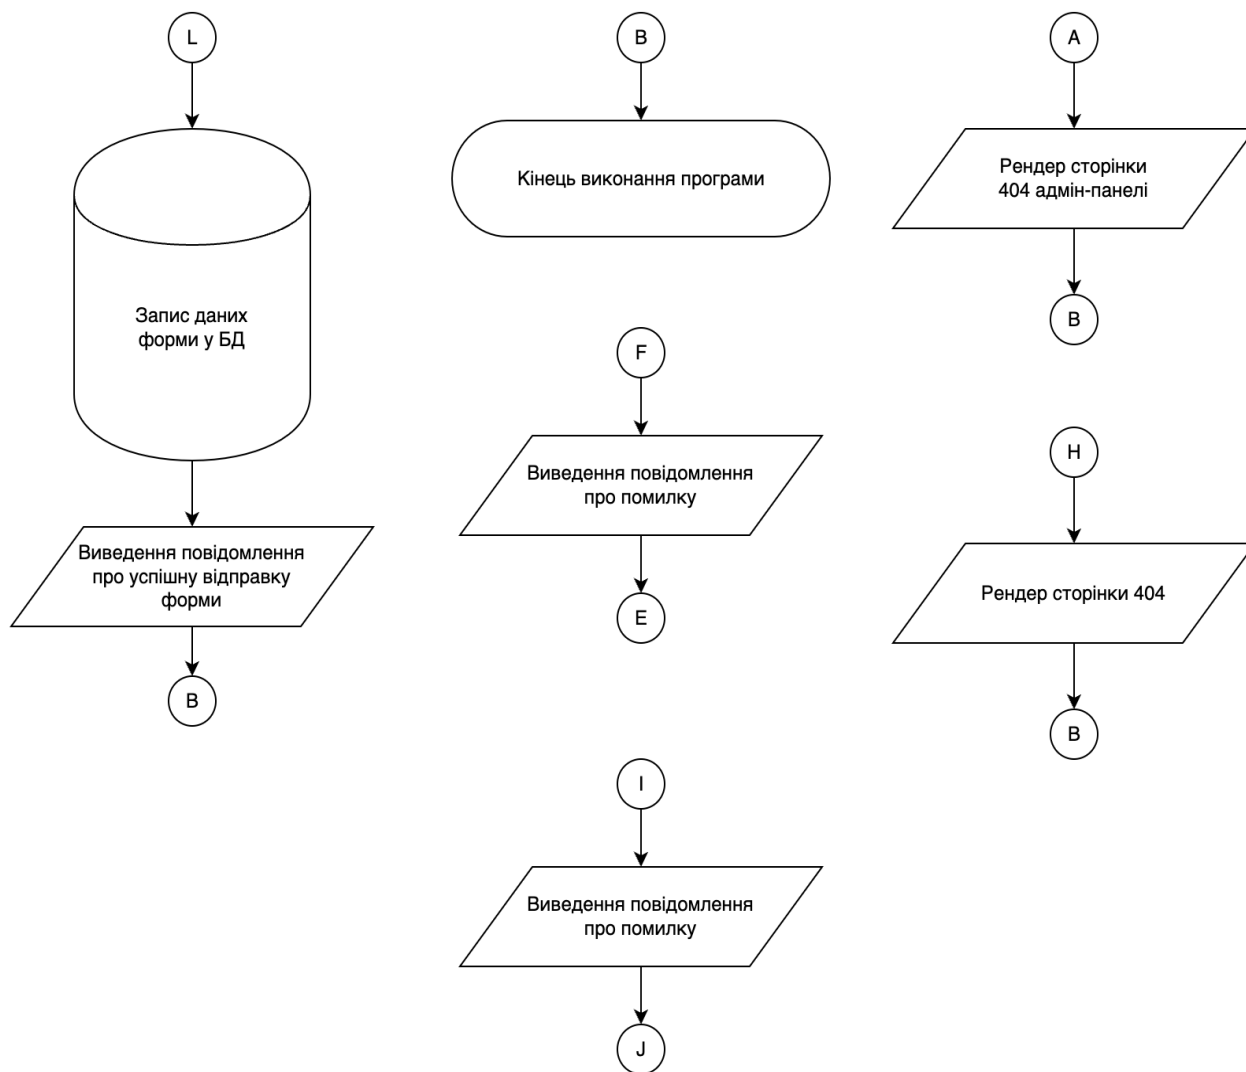 L
Запис даних
форми у БД
Виведення повідомлення
про успішну відправку
форми
B
B
Кінець виконання програми
F
Виведення повідомлення
про помилку
E
I
Виведення повідомлення
про помилку
J
A
Рендер сторінки
404 адмін-панелі
B
H
Рендер сторінки 404
B